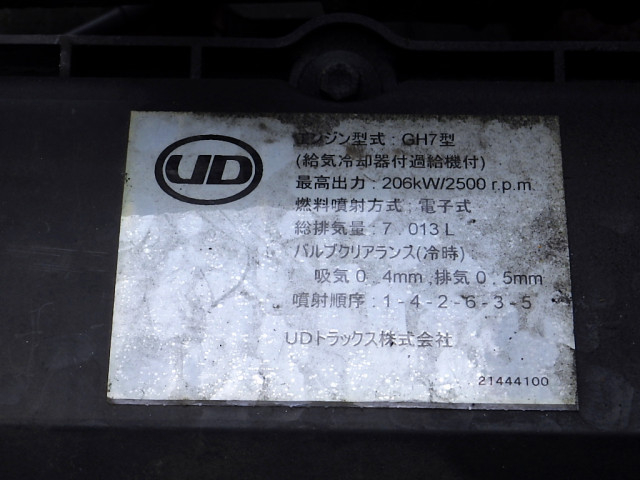 UD
エンジン型式 : GH7型
(給気冷却器付過給機付)
最高出力 : 206kW/2500 r.p.m.
燃料噴射方式 : 電子式
総排気量 : 7.013L
バルブクリアランス(冷時)
吸気0.4mm,排気0.5mm
噴射順序 : 1-4-2-6-3-5
UDトラックス株式会社
21444100